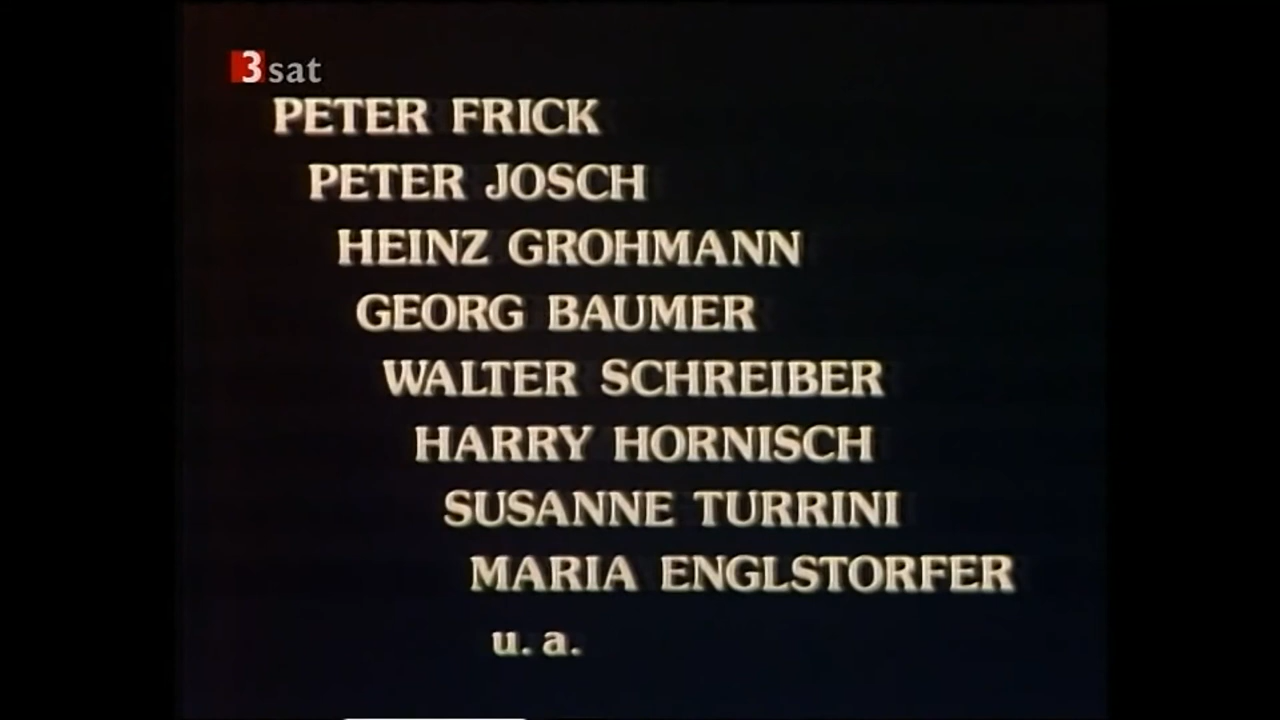 3sat
PETER FRICK
PETER JOSCH
HEINZ GROHMANN
GEORG BAUMER
WALTER SCHREIBER
HARRY HORNISCH
SUSANNE TURRINI
MARIA ENGLSTORFER
u. a.